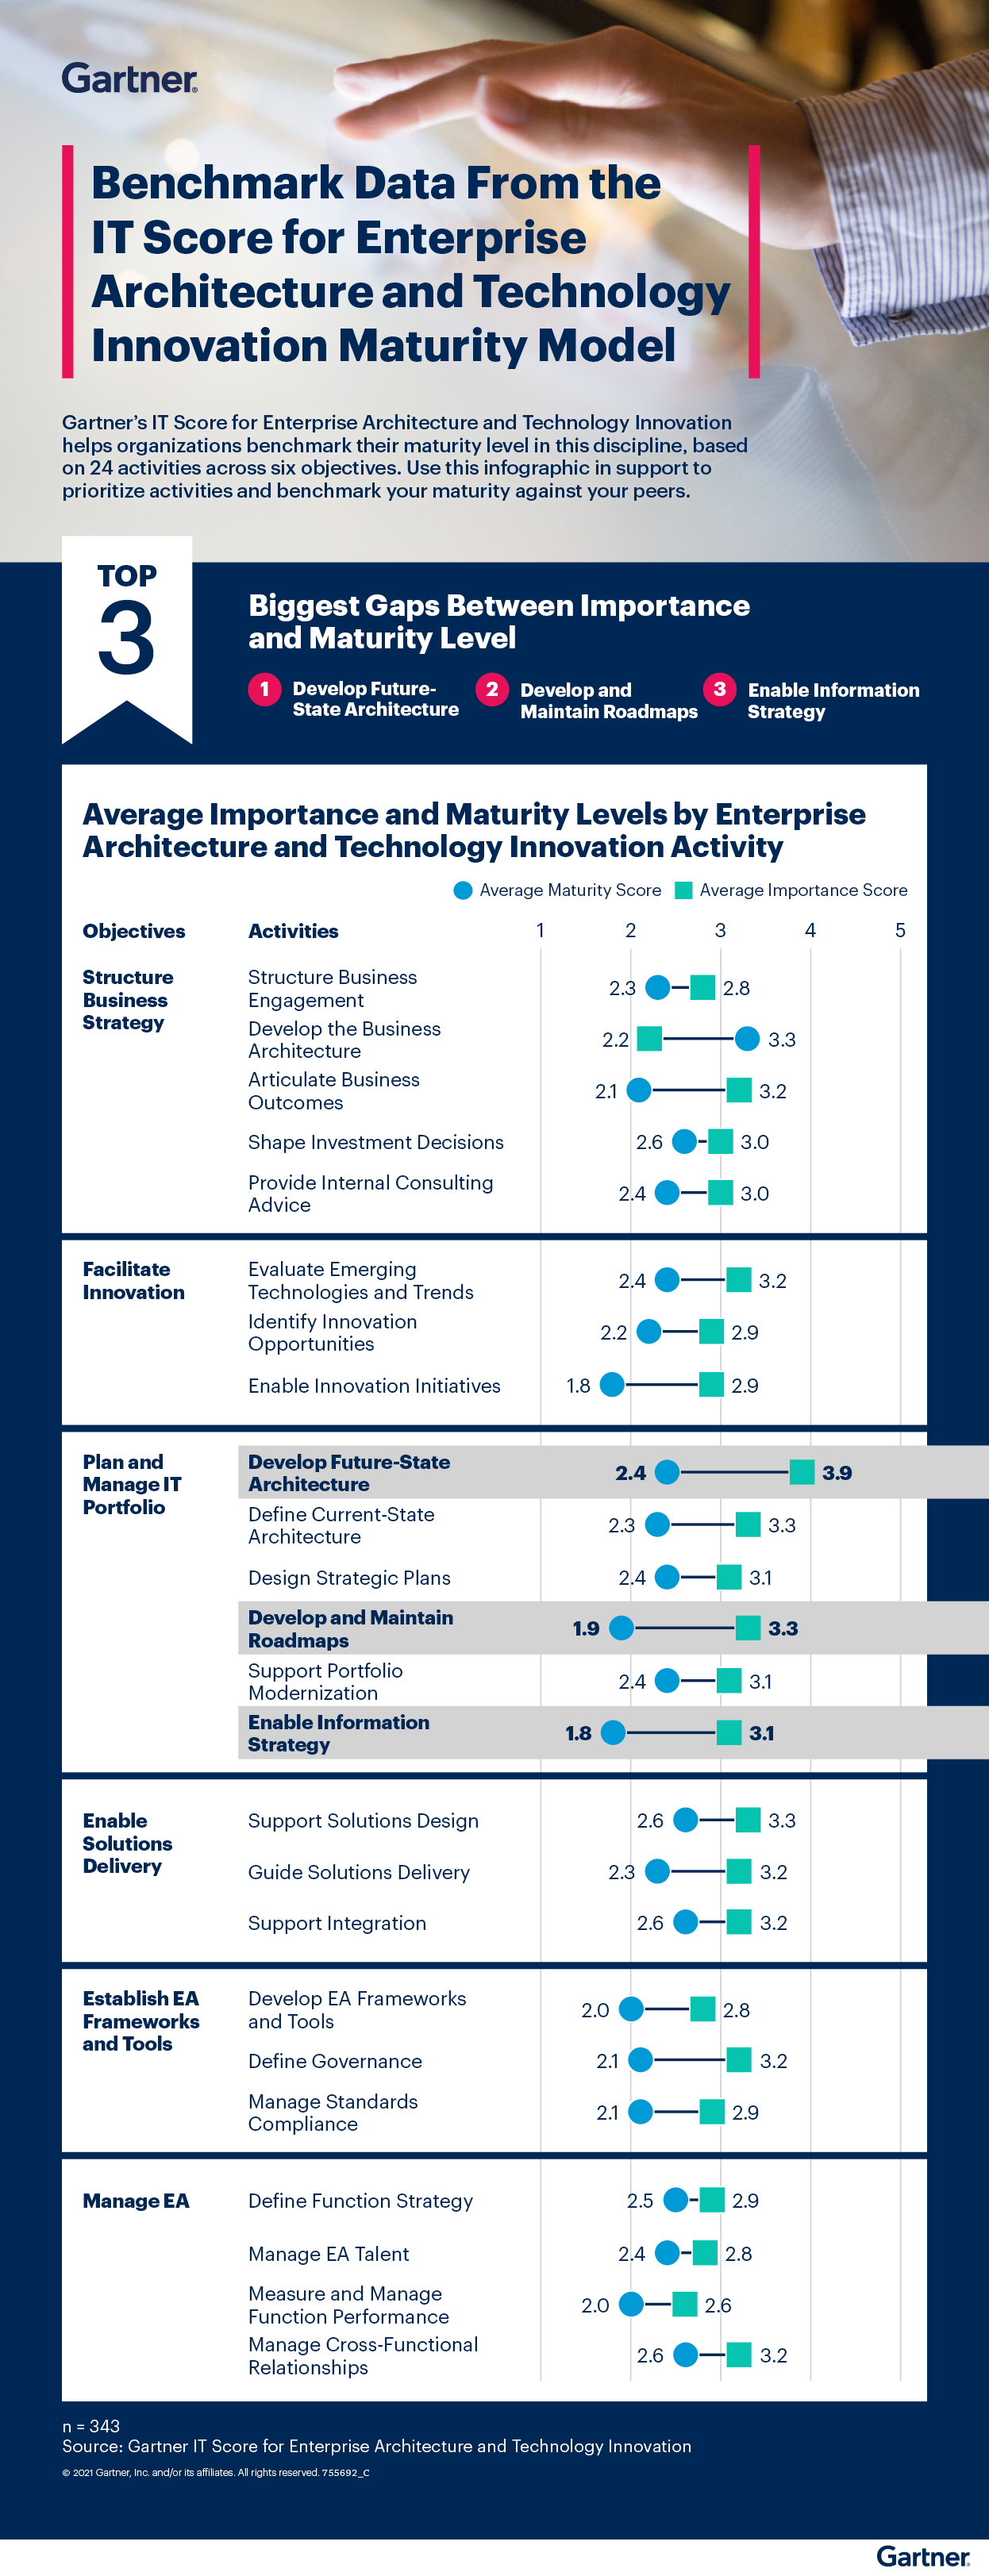 Gartner®
Benchmark Data From the
IT Score for Enterprise
Architecture and Technology
Innovation Maturity Model
Gartner's IT Score for Enterprise Architecture and Technology Innovation
helps organizations benchmark their maturity level in this discipline, based
on 24 activities across six objectives. Use this infographic in support to
prioritize activities and benchmark your maturity against your peers.
TOP
3
Biggest Gaps Between Importance
and Maturity Level
1 Develop Future-
State Architecture
2 Develop and
Maintain Roadmaps
3 Enable Information
Strategy
Average Importance and Maturity Levels by Enterprise
Architecture and Technology Innovation Activity
Average Maturity Score Average Importance Score
Objectives Activities 1 2 3 4 5
Structure
Business
Strategy
Structure Business
Engagement
2.3 2.8
Develop the Business
Architecture
2.2 3.3
Articulate Business
Outcomes
2.1 3.2
Shape Investment Decisions 2.6 3.0
Provide Internal Consulting
Advice
2.4 3.0
Facilitate
Innovation
Evaluate Emerging
Technologies and Trends
2.4 3.2
Identify Innovation
Opportunities
2.2 2.9
Enable Innovation Initiatives 1.8 2.9
Plan and
Manage IT
Portfolio
Develop Future-State
Architecture
2.4 3.9
Define Current-State
Architecture
2.3 3.3
Design Strategic Plans 2.4 3.1
Develop and Maintain
Roadmaps
1.9 3.3
Support Portfolio
Modernization
2.4 3.1
Enable Information
Strategy
1.8 3.1
Enable
Solutions
Delivery
Support Solutions Design 2.6 3.3
Guide Solutions Delivery 2.3 3.2
Support Integration 2.6 3.2
Establish EA
Frameworks
and Tools
Develop EA Frameworks
and Tools
2.0 2.8
Define Governance 2.1 3.2
Manage Standards
Compliance
2.1 2.9
Manage EA
Define Function Strategy 2.5 2.9
Manage EA Talent 2.4 2.8
Measure and Manage
Function Performance
2.0 2.6
Manage Cross-Functional
Relationships
2.6 3.2
n = 343
Source: Gartner IT Score for Enterprise Architecture and Technology Innovation
© 2021 Gartner, Inc. and/or its affiliates. All rights reserved. 755692_C
Gartner®